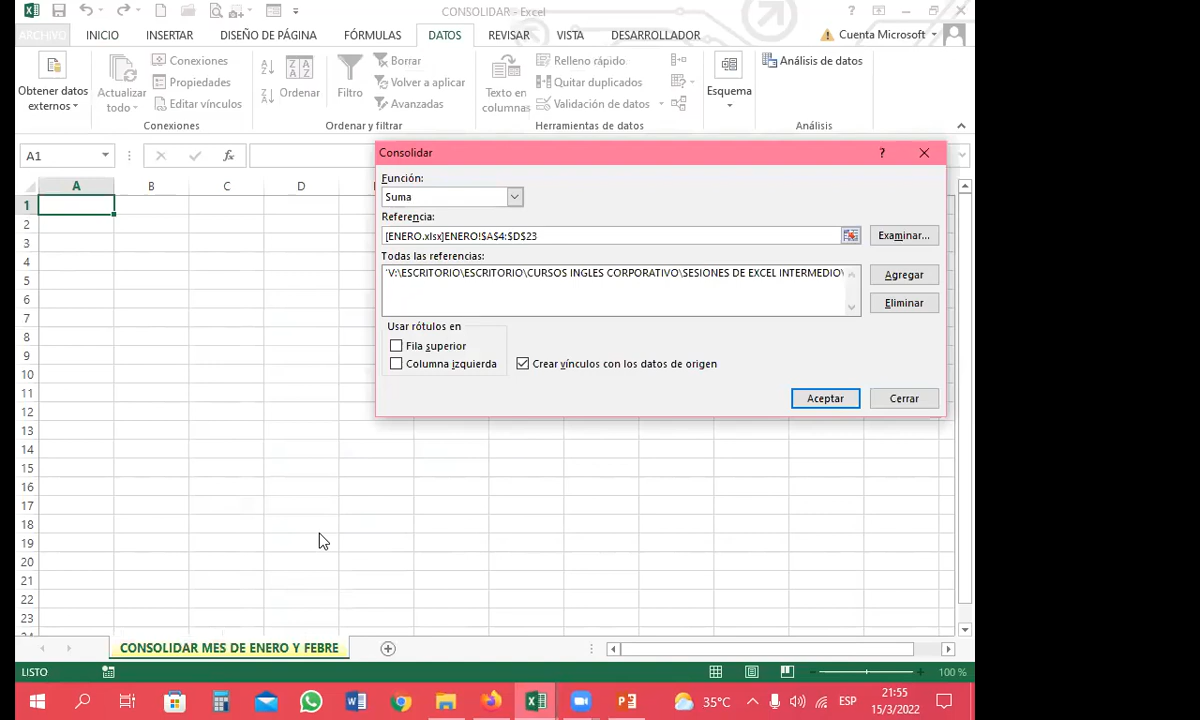 CONSOLIDAR - Excel
ARCHIVO INICIO INSERTAR DISEÑO DE PÁGINA FÓRMULAS DATOS REVISAR VISTA DESARROLLADOR Cuenta Microsoft
Obtener datos externos
Actualizar todo
Conexiones
Propiedades
Editar vínculos
Conexiones
Ordenar
Filtro
Borrar
Volver a aplicar
Avanzadas
Ordenar y filtrar
Texto en columnas
Relleno rápido
Quitar duplicados
Validación de datos
Herramientas de datos
Esquema
Análisis de datos
Análisis
A1
fx
A B C D
1
2
3
4
5
6
7
8
9
10
11
12
13
14
15
16
17
18
19
20
21
22
23
Consolidar
Función:
Suma
Referencia:
[ENERO.xlsx]ENERO!$A$4:$D$23
Examinar...
Todas las referencias:
'V:\ESCRITORIO\ESCRITORIO\CURSOS INGLES CORPORATIVO\SESIONES DE EXCEL INTERMEDIO\
Agregar
Eliminar
Usar rótulos en
Fila superior
Columna izquierda
Crear vínculos con los datos de origen
Aceptar
Cerrar
CONSOLIDAR MES DE ENERO Y FEBRE
LISTO
100 %
35°C
ESP
21:55
15/3/2022